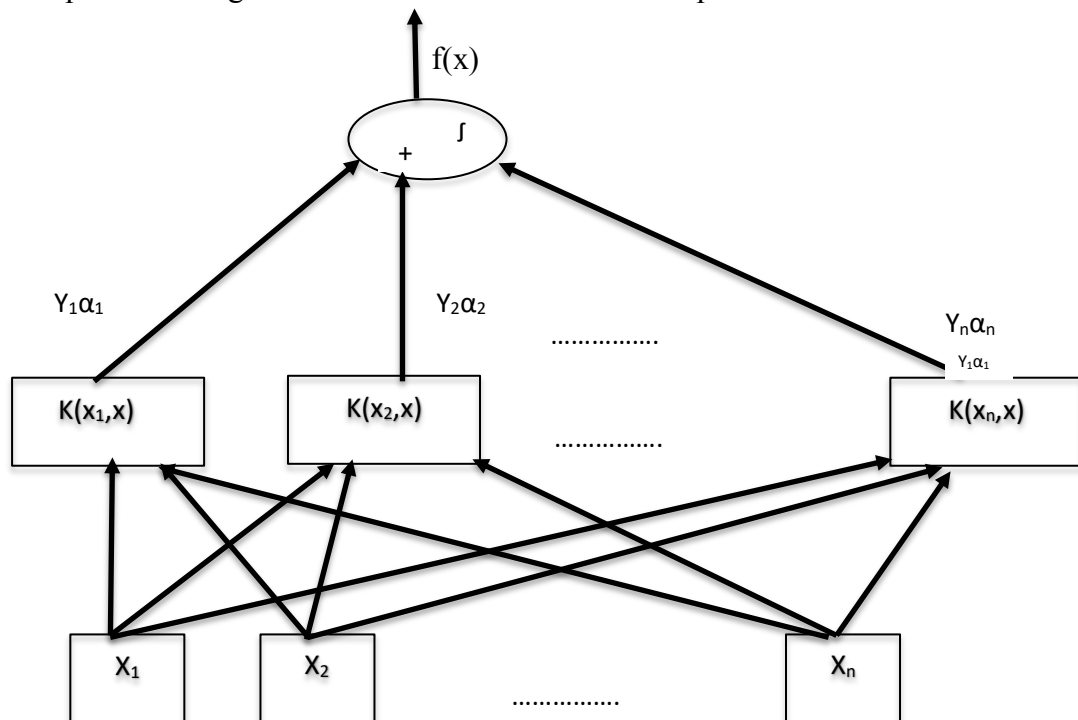 f(x)
∫
+
Y₁α₁ Y₂α₂ Yₙαₙ
................
Y₁α₁
K(x₁,x) K(x₂,x) K(xₙ,x)
................
X₁ X₂ Xₙ
................